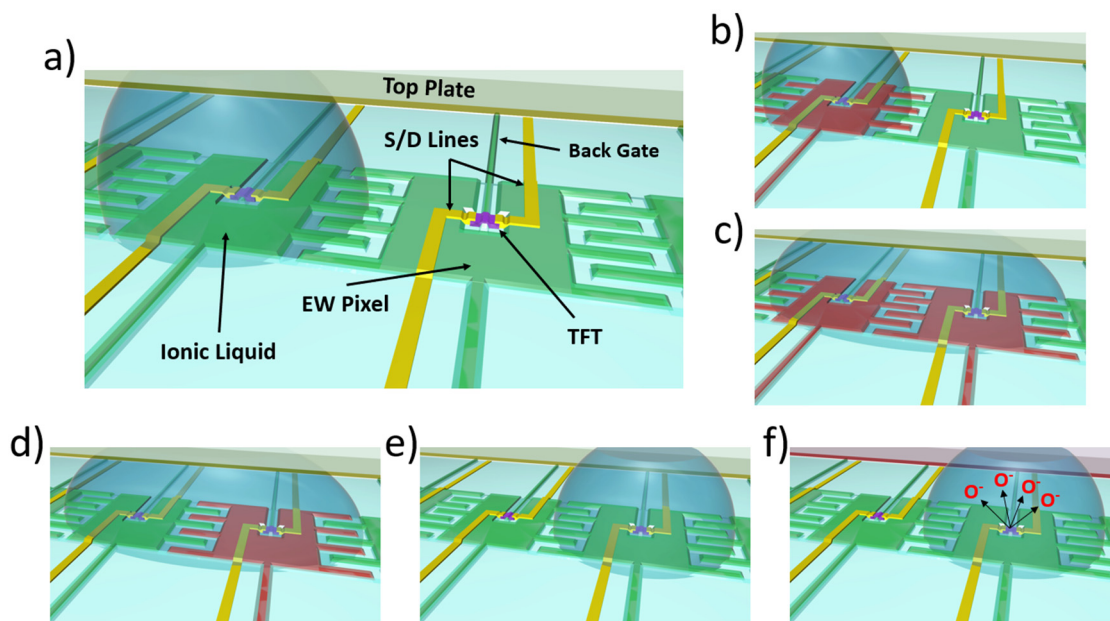 a)
Top Plate
S/D Lines
Back Gate
EW Pixel
TFT
Ionic Liquid
b)
c)
d)
e)
f)
O-
O-
O-
O-